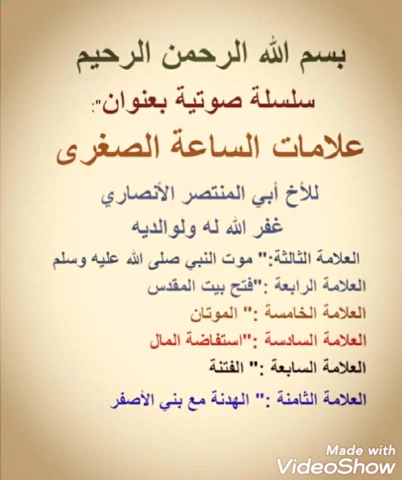 بسم الله الرحمن الرحيم
سلسلة صوتية بعنوان":
علامات الساعة الصغرى
للأخ أبي المنتصر الأنصاري
غفر الله له ولوالديه
العلامة الثالثة:" موت النبي صلى الله عليه وسلم
العلامة الرابعة :"فتح بيت المقدس
العلامة الخامسة :" الموتان
العلامة السادسة :"استفاضة المال
العلامة السابعة :" الفتنة
العلامة الثامنة :" الهدنة مع بني الأصفر
Made with
VideoShow